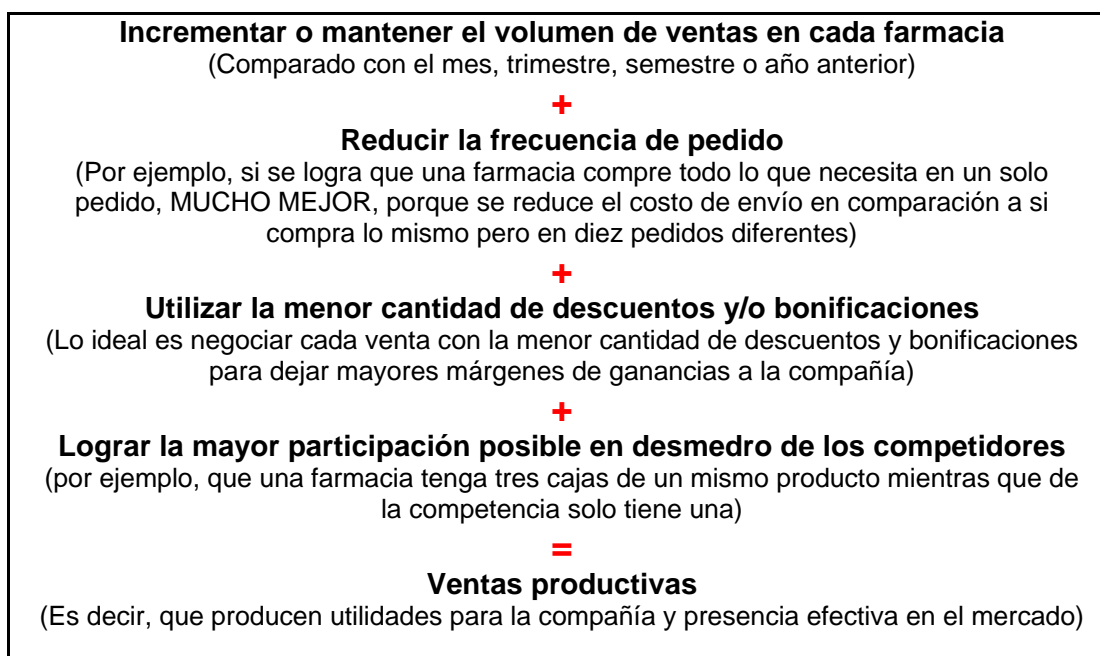 Incrementar o mantener el volumen de ventas en cada farmacia
(Comparado con el mes, trimestre, semestre o año anterior)
+
Reducir la frecuencia de pedido
(Por ejemplo, si se logra que una farmacia compre todo lo que necesita en un solo
pedido, MUCHO MEJOR, porque se reduce el costo de envío en comparación a si
compra lo mismo pero en diez pedidos diferentes)
+
Utilizar la menor cantidad de descuentos y/o bonificaciones
(Lo ideal es negociar cada venta con la menor cantidad de descuentos y bonificaciones
para dejar mayores márgenes de ganancias a la compañía)
+
Lograr la mayor participación posible en desmedro de los competidores
(por ejemplo, que una farmacia tenga tres cajas de un mismo producto mientras que de
la competencia solo tiene una)
=
Ventas productivas
(Es decir, que producen utilidades para la compañía y presencia efectiva en el mercado)